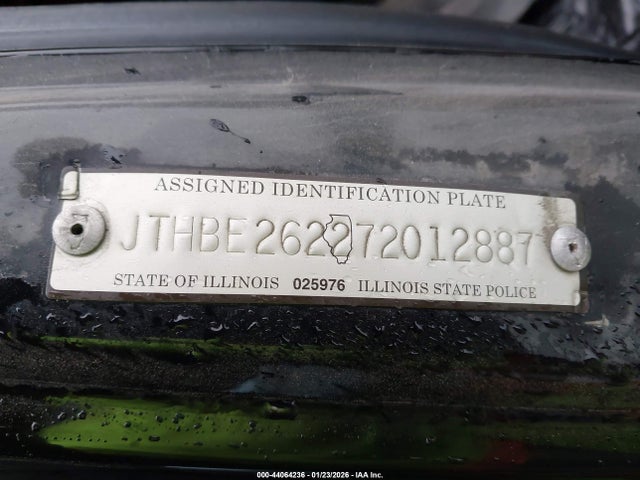 ASSIGNED IDENTIFICATION PLATE
JTHBE262272012887
STATE OF ILLINOIS 025976 ILLINOIS STATE POLICE
000-44064236 - 01/23/2026 - IAA Inc.